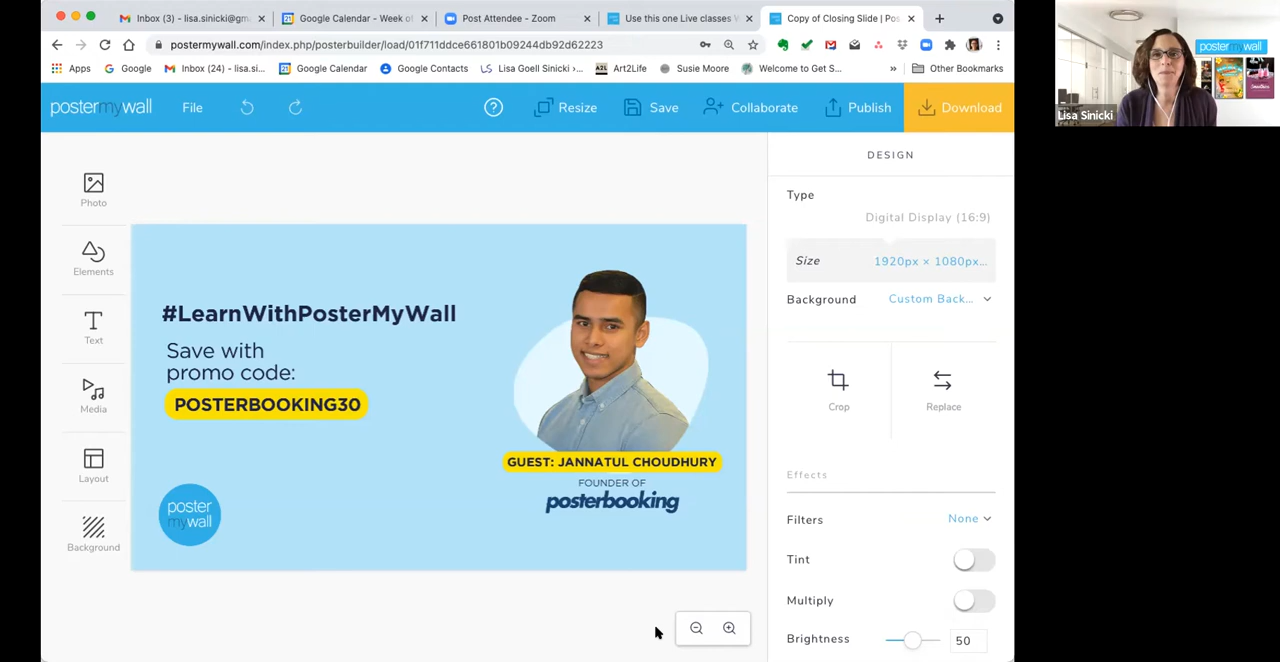 Inbox (3) - lisa.sinicki@gm
Google Calendar - Week o
Post Attendee - Zoom
Use this one Live classes W
Copy of Closing Slide | Pos
postermywall.com/index.php/posterbuilder/load/01f711ddce661801b09244db92d62223
Apps
Google
Inbox (24) - lisa.si...
Google Calendar
Google Contacts
Lisa Goell Sinicki >...
A2L
Art2Life
Susie Moore
Welcome to Get S...
»
Other Bookmarks
postermywall
File
Resize
Save
Collaborate
Publish
Download
Photo
Elements
Text
Media
Layout
Background
#LearnWithPosterMyWall
Save with
promo code:
POSTERBOOKING30
poster
my wall
GUEST: JANNATUL CHOUDHURY
FOUNDER OF
posterbooking
DESIGN
Type
Digital Display (16:9)
Size 1920px × 1080px...
Background Custom Back...
Crop
Replace
Effects
Filters None
Tint
Multiply
Brightness 50
postermywall
Lisa Sinicki